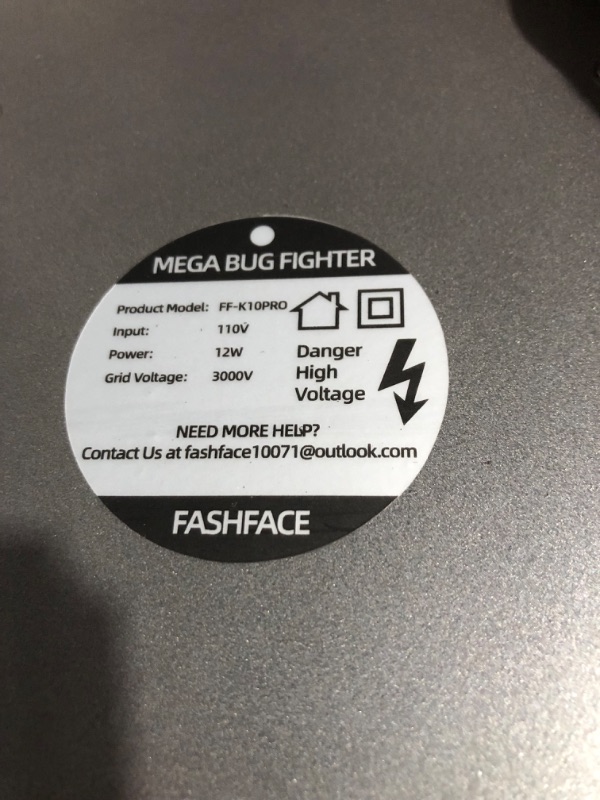 MEGA BUG FIGHTER
Product Model: FF-K10PRO
Input: 110V
Power: 12W
Grid Voltage: 3000V
Danger
High
Voltage
NEED MORE HELP?
Contact Us at fashface10071@outlook.com
FASHFACE